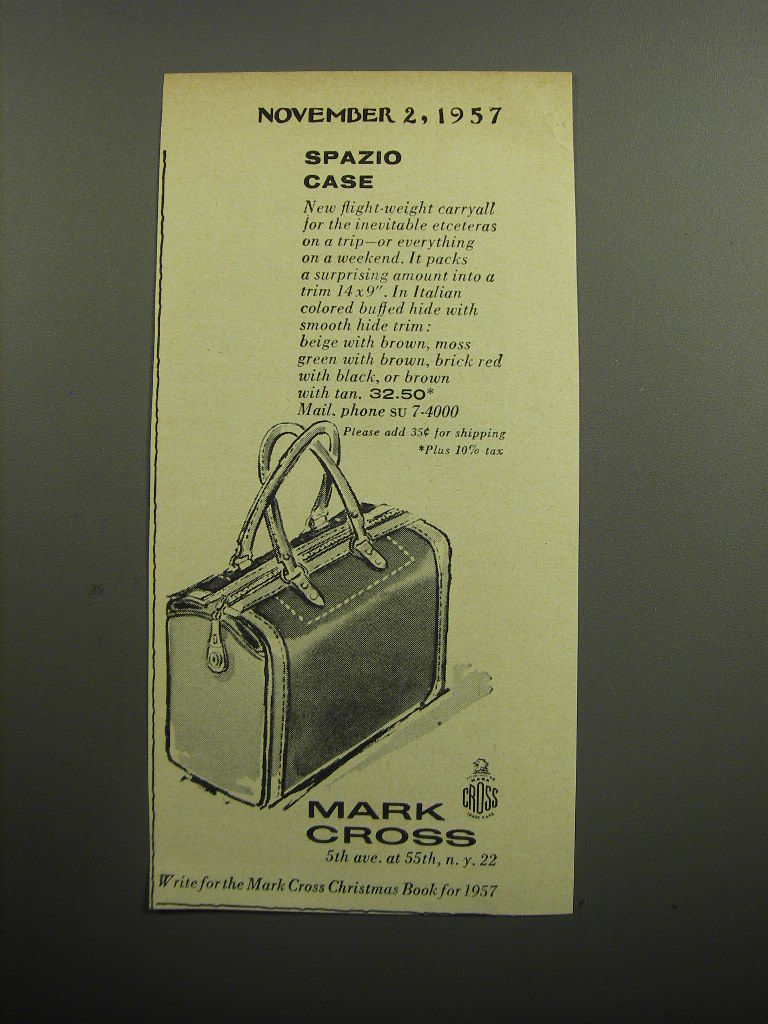 NOVEMBER 2, 1957
SPAZIO
CASE
New flight-weight carryall
for the inevitable etceteras
on a trip—or everything
on a weekend. It packs
a surprising amount into a
trim 14x9". In Italian
colored buffed hide with
smooth hide trim:
beige with brown, moss
green with brown, brick red
with black, or brown
with tan. 32.50*
Mail, phone SU 7-4000
Please add 35¢ for shipping
*Plus 10% tax
MARK
CROSS
TRADE MARK
MARK
CROSS
5th ave. at 55th, n. y. 22
Write for the Mark Cross Christmas Book for 1957